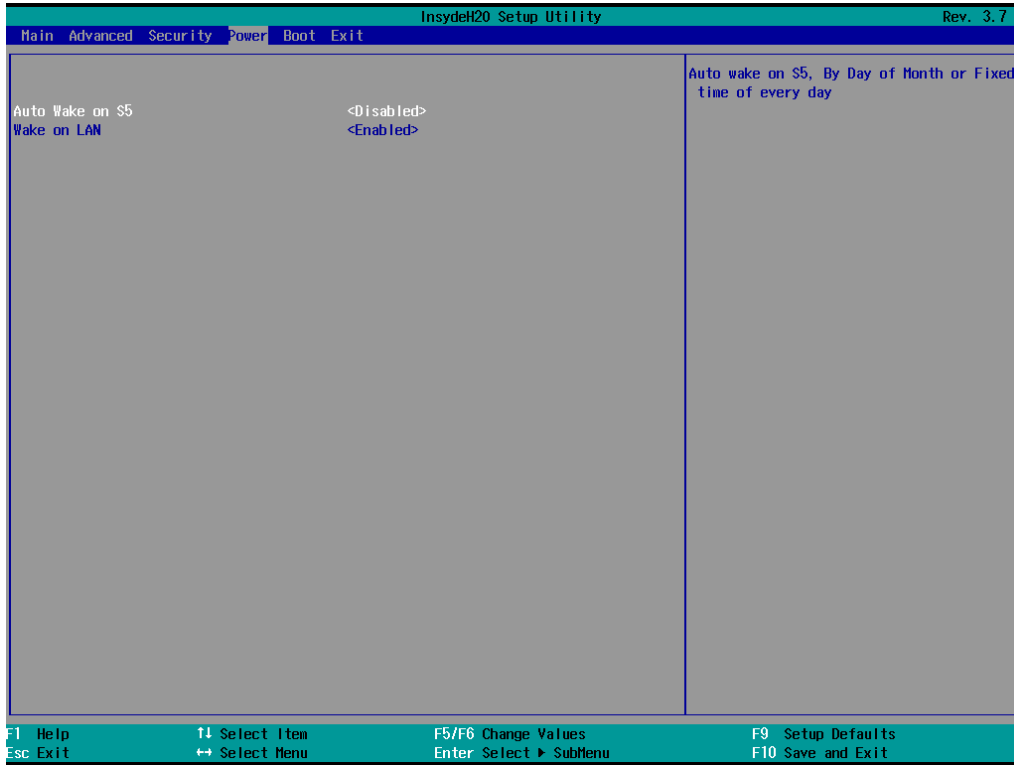 InsydeH20 Setup Utility Rev. 3.7
Main Advanced Security Power Boot Exit
Auto Wake on S5 <Disabled>
Wake on LAN <Enabled>
Auto wake on S5, By Day of Month or Fixed
time of every day
F1 Help ↑↓ Select Item F5/F6 Change Values F9 Setup Defaults
Esc Exit ↔ Select Menu Enter Select ▶ SubMenu F10 Save and Exit